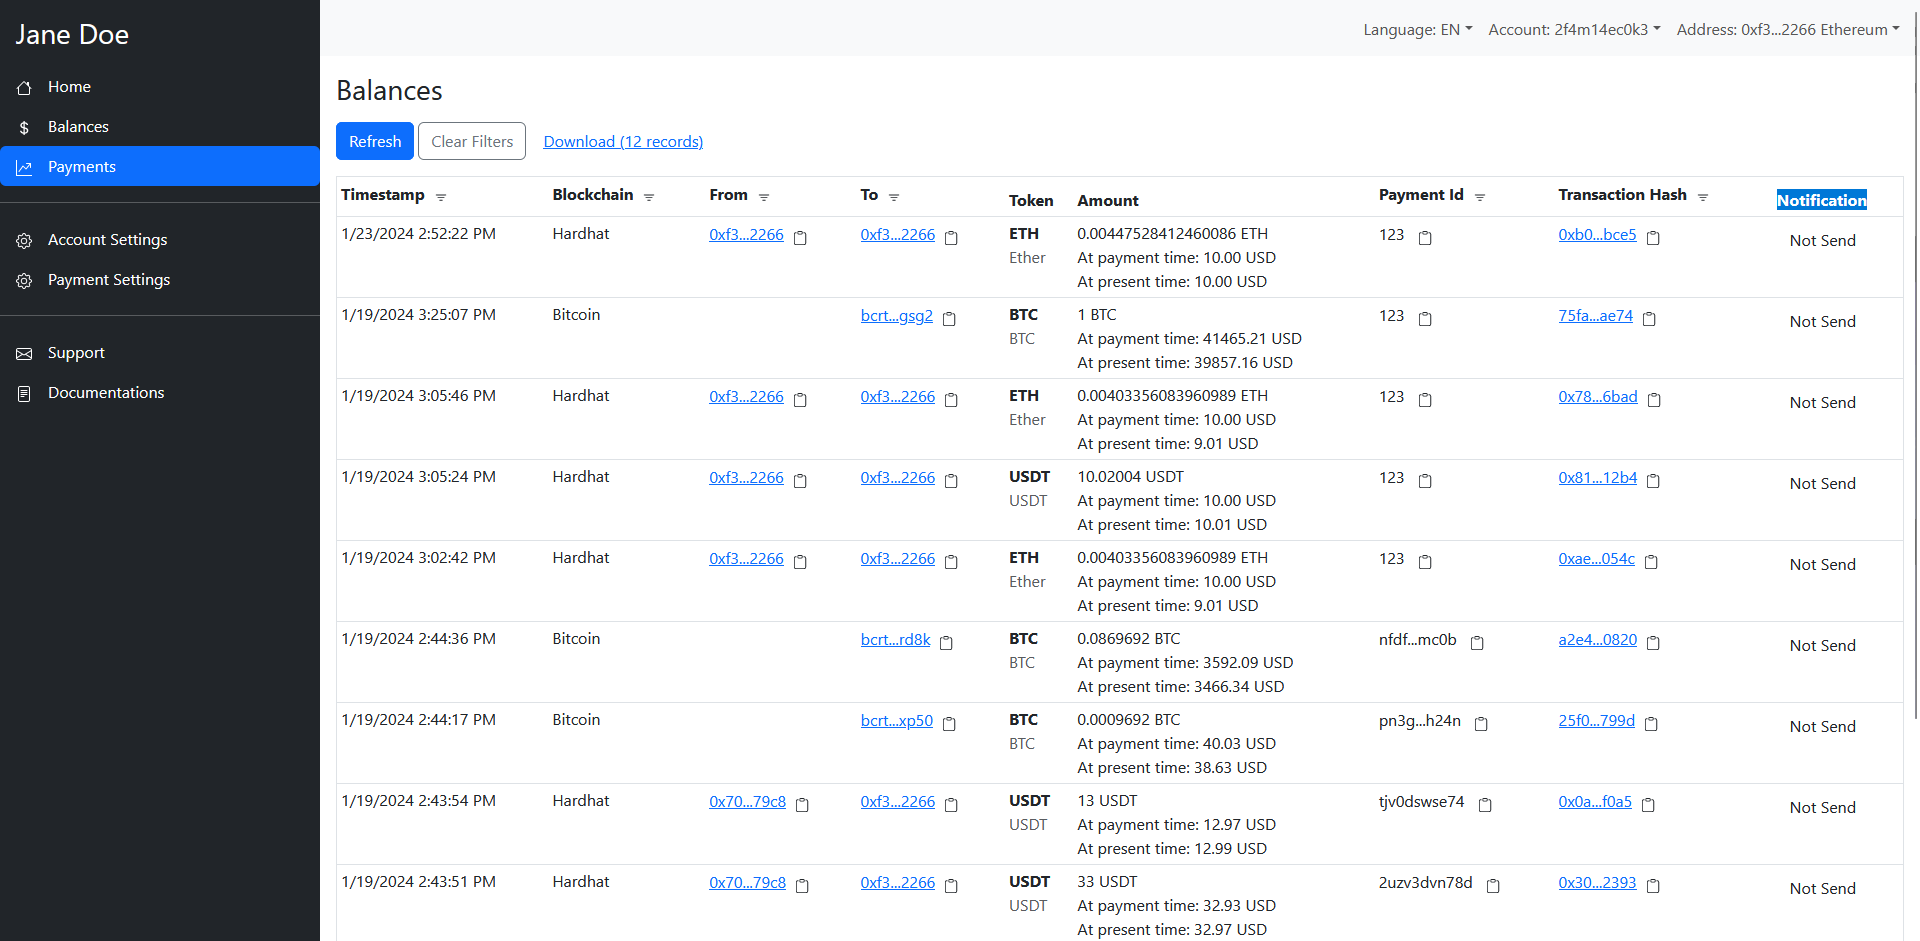 Jane Doe
Home
Balances
Payments
Account Settings
Payment Settings
Support
Documentations
Language: EN Account: 2f4m14ec0k3 Address: 0xf3...2266 Ethereum
Balances
Refresh Clear Filters Download (12 records)
Timestamp Blockchain From To Token Amount Payment Id Transaction Hash Notification
1/23/2024 2:52:22 PM Hardhat 0xf3...2266 0xf3...2266 ETH 0.00447528412460086 ETH 123 0xb0...bce5 Not Send
Ether At payment time: 10.00 USD
At present time: 10.00 USD
1/19/2024 3:25:07 PM Bitcoin bcrt...gsg2 BTC 1 BTC 123 75fa...ae74 Not Send
BTC At payment time: 41465.21 USD
At present time: 39857.16 USD
1/19/2024 3:05:46 PM Hardhat 0xf3...2266 0xf3...2266 ETH 0.00403356083960989 ETH 123 0x78...6bad Not Send
Ether At payment time: 10.00 USD
At present time: 9.01 USD
1/19/2024 3:05:24 PM Hardhat 0xf3...2266 0xf3...2266 USDT 10.02004 USDT 123 0x81...12b4 Not Send
USDT At payment time: 10.00 USD
At present time: 10.01 USD
1/19/2024 3:02:42 PM Hardhat 0xf3...2266 0xf3...2266 ETH 0.00403356083960989 ETH 123 0xae...054c Not Send
Ether At payment time: 10.00 USD
At present time: 9.01 USD
1/19/2024 2:44:36 PM Bitcoin bcrt...rd8k BTC 0.0869692 BTC nfdf...mc0b a2e4...0820 Not Send
BTC At payment time: 3592.09 USD
At present time: 3466.34 USD
1/19/2024 2:44:17 PM Bitcoin bcrt...xp50 BTC 0.0009692 BTC pn3g...h24n 25f0...799d Not Send
BTC At payment time: 40.03 USD
At present time: 38.63 USD
1/19/2024 2:43:54 PM Hardhat 0x70...79c8 0xf3...2266 USDT 13 USDT tjv0dswse74 0x0a...f0a5 Not Send
USDT At payment time: 12.97 USD
At present time: 12.99 USD
1/19/2024 2:43:51 PM Hardhat 0x70...79c8 0xf3...2266 USDT 33 USDT 2uzv3dvn78d 0x30...2393 Not Send
USDT At payment time: 32.93 USD
At present time: 32.97 USD